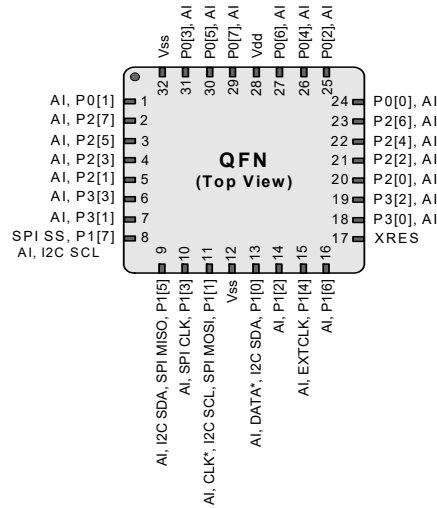 Vss
P0[3], AI
P0[5], AI
P0[7], AI
Vdd
P0[6], AI
P0[4], AI
P0[2], AI
32
31
30
29
28
27
26
25
AI, P0[1] 1
AI, P2[7] 2
AI, P2[5] 3
AI, P2[3] 4
AI, P2[1] 5
AI, P3[3] 6
AI, P3[1] 7
SPI SS, P1[7] 8
AI, I2C SCL
QFN
(Top View)
24 P0[0], AI
23 P2[6], AI
22 P2[4], AI
21 P2[2], AI
20 P2[0], AI
19 P3[2], AI
18 P3[0], AI
17 XRES
9
10
11
12
13
14
15
16
AI, I2C SDA, SPI MISO, P1[5]
AI, SPI CLK, P1[3]
AI, CLK*, I2C SCL, SPI MOSI, P1[1]
Vss
AI, DATA*, I2C SDA, P1[0]
AI, P1[2]
AI, EXTCLK, P1[4]
AI, P1[6]